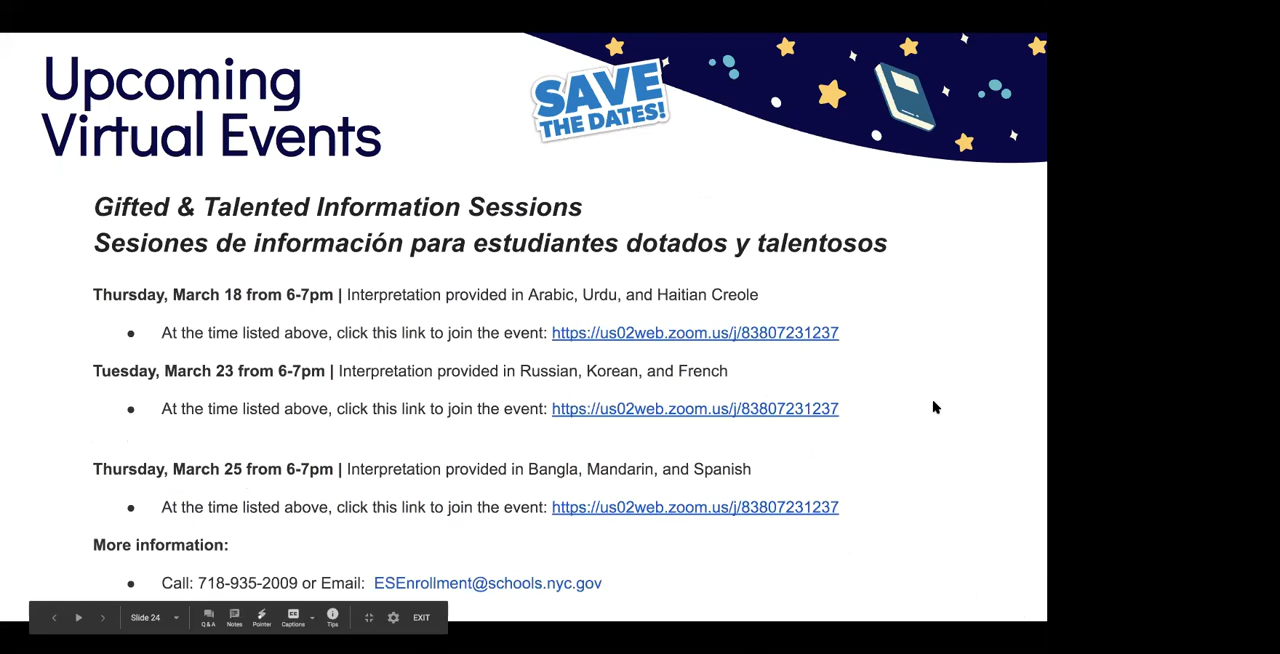 Upcoming
Virtual Events
SAVE
THE DATES!
Gifted & Talented Information Sessions
Sesiones de información para estudiantes dotados y talentosos
Thursday, March 18 from 6-7pm | Interpretation provided in Arabic, Urdu, and Haitian Creole
● At the time listed above, click this link to join the event: https://us02web.zoom.us/j/83807231237
Tuesday, March 23 from 6-7pm | Interpretation provided in Russian, Korean, and French
● At the time listed above, click this link to join the event: https://us02web.zoom.us/j/83807231237
Thursday, March 25 from 6-7pm | Interpretation provided in Bangla, Mandarin, and Spanish
● At the time listed above, click this link to join the event: https://us02web.zoom.us/j/83807231237
More information:
● Call: 718-935-2009 or Email: ESEnrollment@schools.nyc.gov
Slide 24 Q&A Notes Pointer CC Captions Tips EXIT